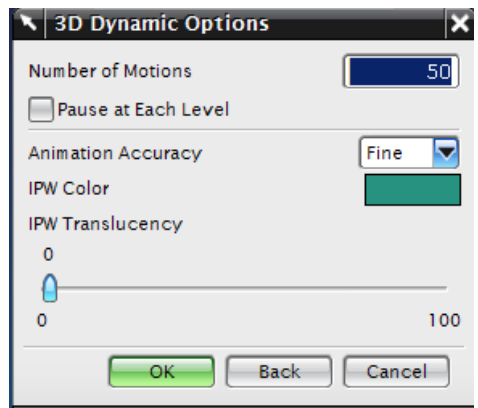 3D Dynamic Options
Number of Motions 50
Pause at Each Level
Animation Accuracy Fine
IPW Color
IPW Translucency
0
0 100
OK Back Cancel